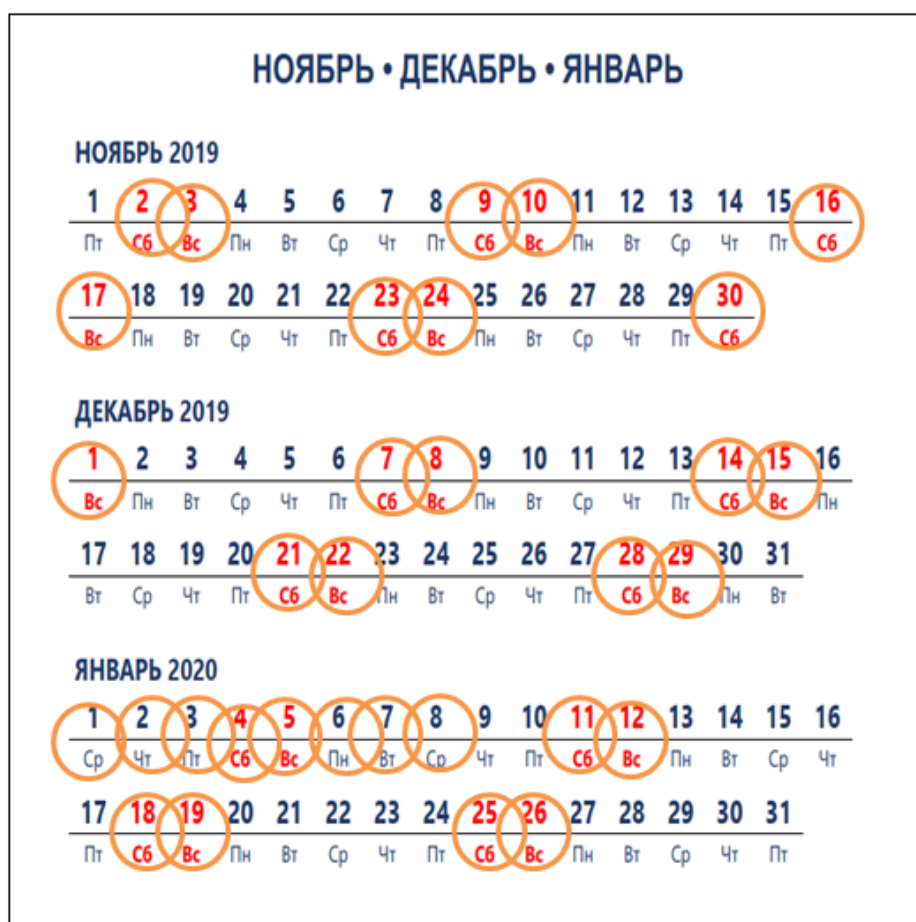 НОЯБРЬ • ДЕКАБРЬ • ЯНВАРЬ
НОЯБРЬ 2019
1 2 3 4 5 6 7 8 9 10 11 12 13 14 15 16
Пт Сб Вс Пн Вт Ср Чт Пт Сб Вс Пн Вт Ср Чт Пт Сб
17 18 19 20 21 22 23 24 25 26 27 28 29 30
Вс Пн Вт Ср Чт Пт Сб Вс Пн Вт Ср Чт Пт Сб
ДЕКАБРЬ 2019
1 2 3 4 5 6 7 8 9 10 11 12 13 14 15 16
Вс Пн Вт Ср Чт Пт Сб Вс Пн Вт Ср Чт Пт Сб Вс Пн
17 18 19 20 21 22 23 24 25 26 27 28 29 30 31
Вт Ср Чт Пт Сб Вс Пн Вт Ср Чт Пт Сб Вс Пн Вт
ЯНВАРЬ 2020
1 2 3 4 5 6 7 8 9 10 11 12 13 14 15 16
Ср Чт Пт Сб Вс Пн Вт Ср Чт Пт Сб Вс Пн Вт Ср Чт
17 18 19 20 21 22 23 24 25 26 27 28 29 30 31
Пт Сб Вс Пн Вт Ср Чт Пт Сб Вс Пн Вт Ср Чт Пт